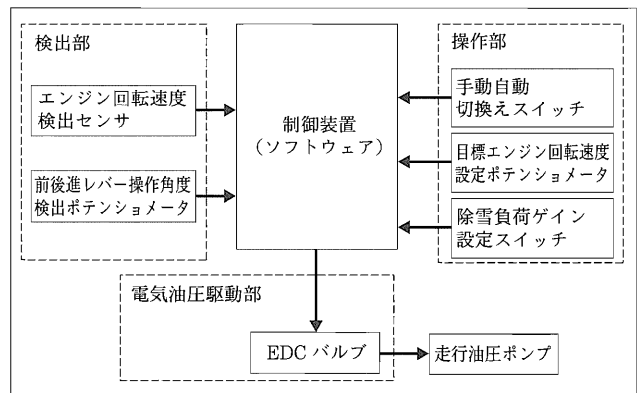 検出部
エンジン回転速度
検出センサ
前後進レバー操作角度
検出ポテンショメータ
制御装置
(ソフトウェア)
操作部
手動自動
切換えスイッチ
目標エンジン回転速度
設定ポテンショメータ
除雪負荷ゲイン
設定スイッチ
電気油圧駆動部
EDC バルブ
走行油圧ポンプ